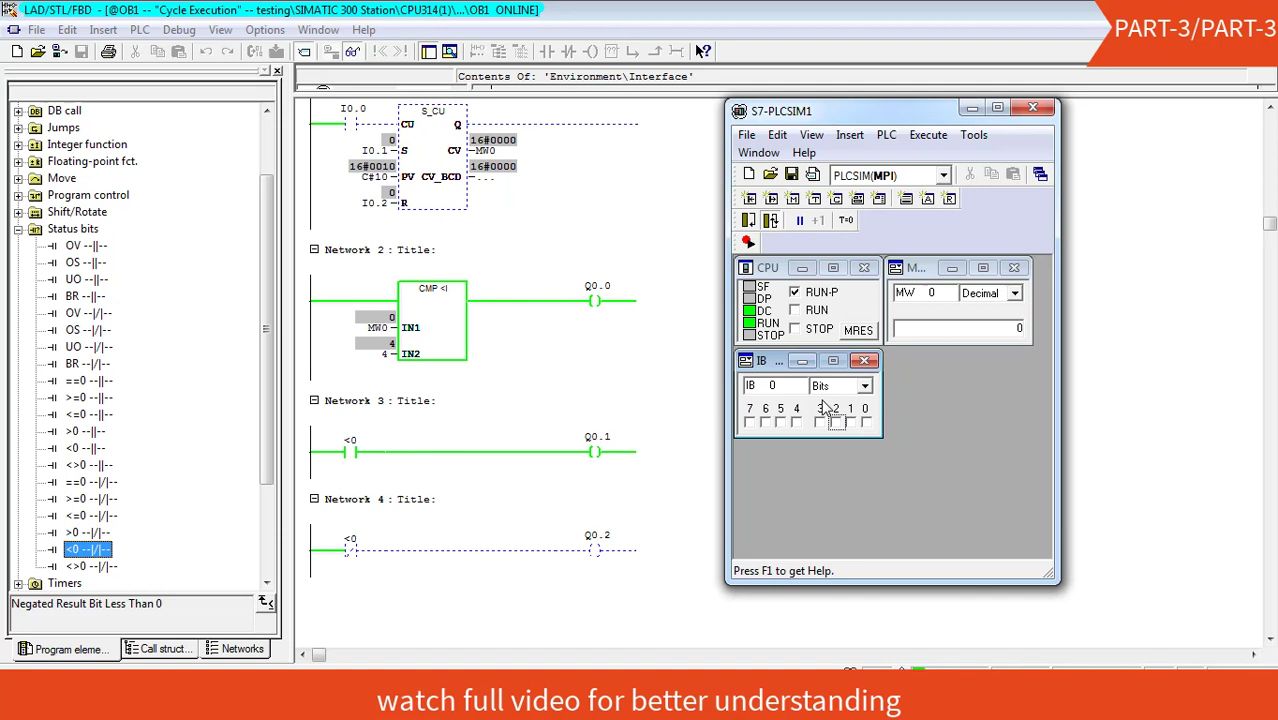 LAD/STL/FBD - [@OB1 -- "Cycle Execution" -- testing\SIMATIC 300 Station\CPU314(1)\...\OB1 ONLINE]
PART-3/PART-3
File Edit Insert PLC Debug View Options Window Help
Contents Of: 'Environment\Interface'
DB call
Jumps
Integer function
Floating-point fct.
Move
Program control
Shift/Rotate
Status bits
OV --||--
OS --||--
UO --||--
BR --||--
OV --|/|--
OS --|/|--
UO --|/|--
BR --|/|--
==0 --||--
>=0 --||--
<=0 --||--
>0 --||--
<0 --||--
<>0 --||--
==0 --|/|--
>=0 --|/|--
<=0 --|/|--
>0 --|/|--
<0 --|/|--
<>0 --|/|--
Timers
Negated Result Bit Less Than 0
Program eleme...
Call struct...
Networks
I0.0
S_CU
CU Q
0 16#0000
I0.1 S CV MW0
16#0010 16#0000
C#10 PV CV_BCD ...
0
I0.2 R
Network 2 : Title:
CMP <I
Q0.0
0
MW0 IN1
4
4 IN2
Network 3 : Title:
<0 Q0.1
Network 4 : Title:
<0 Q0.2
S7-PLCSIM1
File Edit View Insert PLC Execute Tools
Window Help
PLCSIM(MPI)
+1 T=0
CPU
SF
DP
DC
RUN
STOP
RUN-P
RUN
STOP
MRES
M...
MW 0 Decimal
0
IB ...
IB 0 Bits
7 6 5 4 3 2 1 0
Press F1 to get Help.
watch full video for better understanding